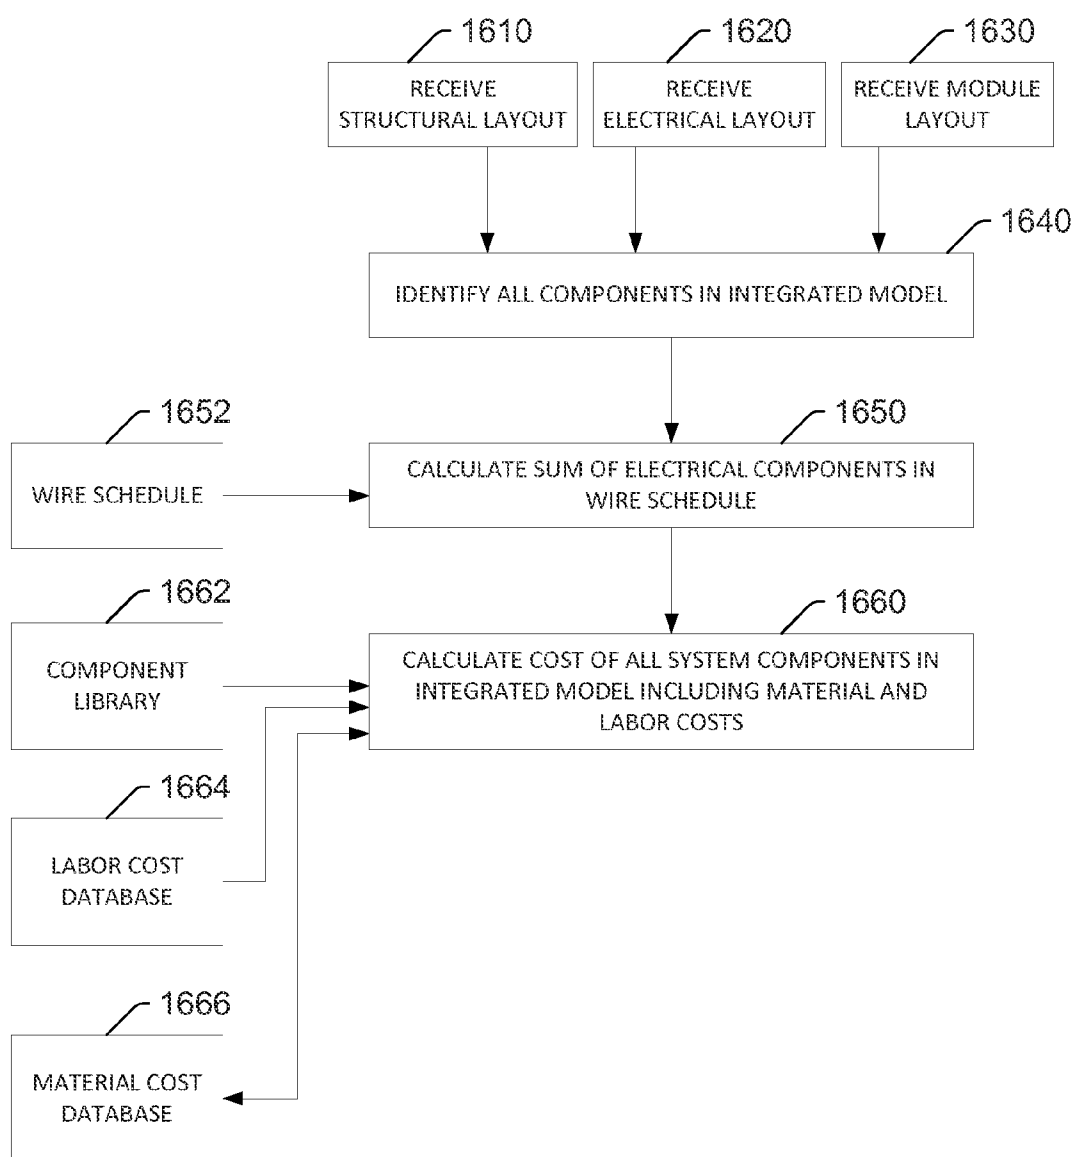 1610
1620
1630
RECEIVE
STRUCTURAL LAYOUT
RECEIVE
ELECTRICAL LAYOUT
RECEIVE MODULE
LAYOUT
1640
IDENTIFY ALL COMPONENTS IN INTEGRATED MODEL
1652
1650
WIRE SCHEDULE
CALCULATE SUM OF ELECTRICAL COMPONENTS IN
WIRE SCHEDULE
1662
1660
COMPONENT
LIBRARY
CALCULATE COST OF ALL SYSTEM COMPONENTS IN
INTEGRATED MODEL INCLUDING MATERIAL AND
LABOR COSTS
1664
LABOR COST
DATABASE
1666
MATERIAL COST
DATABASE